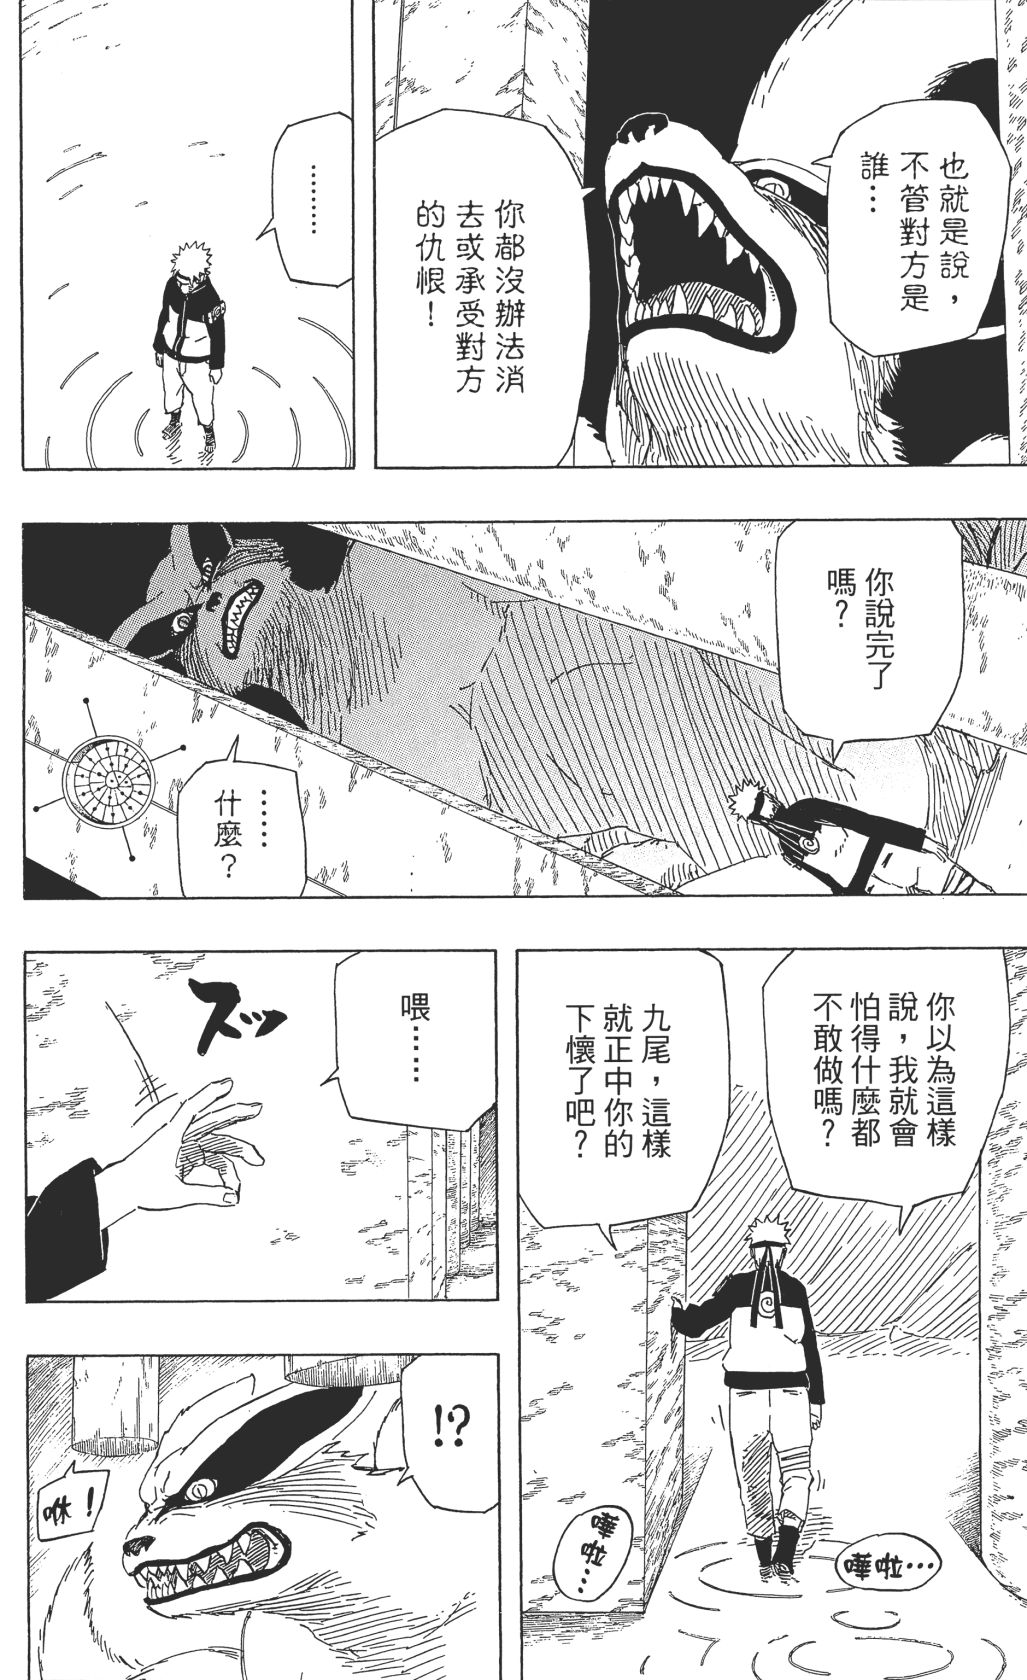 也就是說，
不管對方是
誰…
你都沒辦法消
去或承受對方
的仇恨！
………
你說完了
嗎？
……
什麼？
你以為這樣
說，我就會
怕得什麼都
不敢做嗎？
九尾，這樣
就正中你的
下懷了吧？
嘩啦…
嘩啦…
喂……
ズッ
!?
咻！